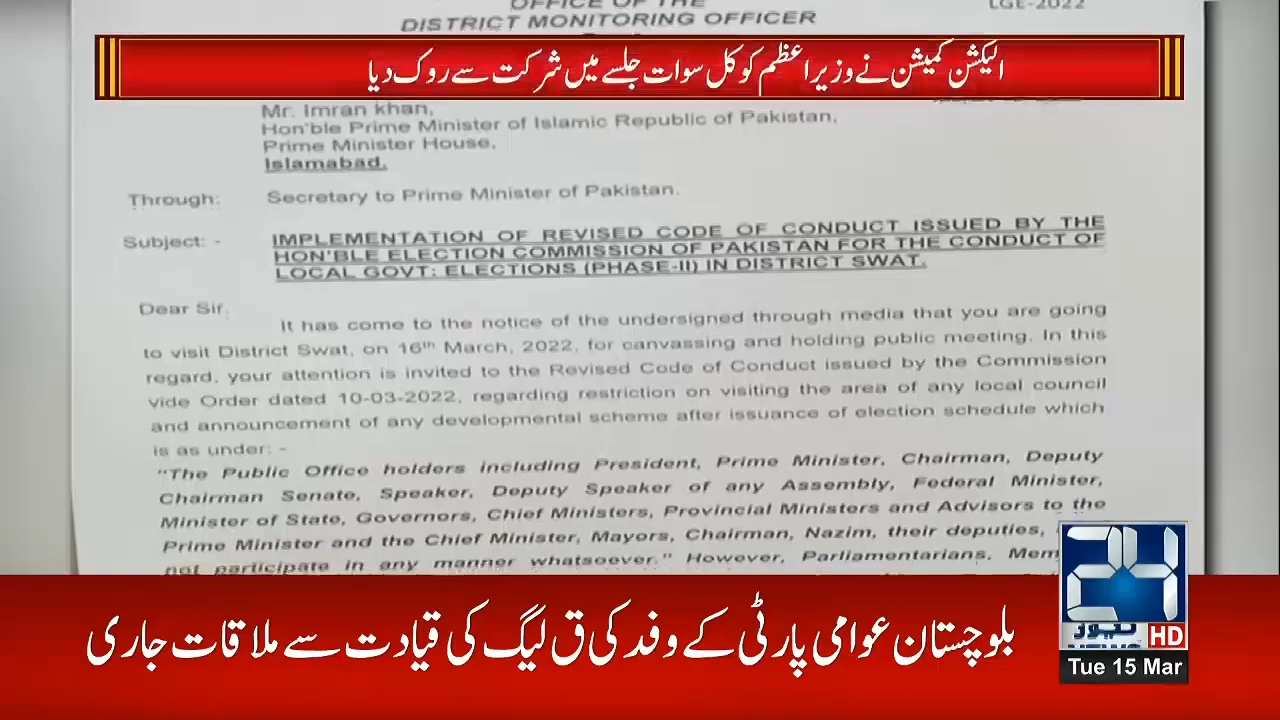 OFFICE OF THE
LGE-2022
DISTRICT MONITORING OFFICER
الیکشن کمیشن نے وزیراعظم کو کل سوات جلسے میں شرکت سے روک دیا
Mr. Imran khan,
Hon'ble Prime Minister of Islamic Republic of Pakistan,
Prime Minister House,
Islamabad.
Through: Secretary to Prime Minister of Pakistan.
Subject: - IMPLEMENTATION OF REVISED CODE OF CONDUCT ISSUED BY THE
HON'BLE ELECTION COMMISSION OF PAKISTAN FOR THE CONDUCT OF
LOCAL GOVT: ELECTIONS (PHASE-II) IN DISTRICT SWAT.
Dear Sir,
It has come to the notice of the undersigned through media that you are going
to visit District Swat, on 16th March, 2022, for canvassing and holding public meeting. In this
regard, your attention is invited to the Revised Code of Conduct issued by the Commission
vide Order dated 10-03-2022, regarding restriction on visiting the area of any local council
and announcement of any developmental scheme after issuance of election schedule which
is as under: -
"The Public Office holders including President, Prime Minister, Chairman, Deputy
Chairman Senate, Speaker, Deputy Speaker of any Assembly, Federal Minister,
Minister of State, Governors, Chief Ministers, Provincial Ministers and Advisors to the
Prime Minister and the Chief Minister, Mayors, Chairman, Nazim, their deputies,
not participate in any manner whatsoever." However, Parliamentarians, Mem
24
نیوز
NEWS
HD
Tue 15 Mar
بلوچستان عوامی پارٹی کے وفد کی ق لیگ کی قیادت سے ملاقات جاری